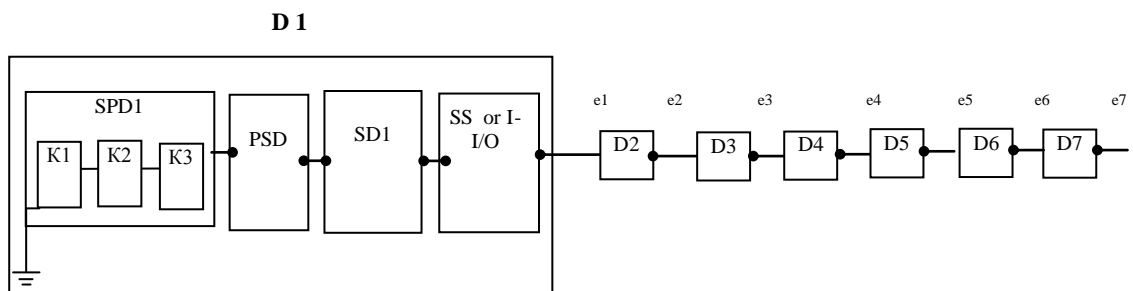 D 1
SPD1
K1
K2
K3
PSD
SD1
SS or I-
I/O
e1
e2
e3
e4
e5
e6
e7
D2
D3
D4
D5
D6
D7